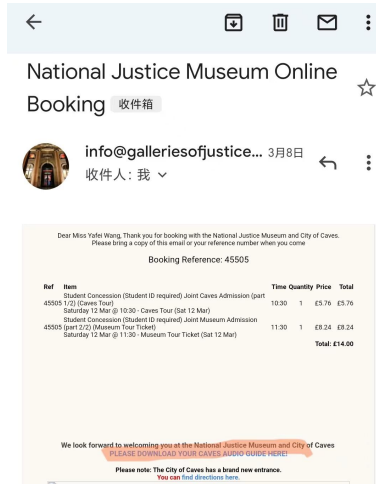 National Justice Museum Online
Booking 收件箱
info@galleriesofjustice... 3月8日
收件人: 我
Dear Miss Yafei Wang, Thank you for booking with the National Justice Museum and City of Caves.
Please bring a copy of this email or your reference number when you come
Booking Reference: 45505
Ref Item Time Quantity Price Total
Student Concession (Student ID required) Joint Caves Admission (part
45505 1/2) (Caves Tour) 10:30 1 £5.76 £5.76
Saturday 12 Mar @ 10:30 - Caves Tour (Sat 12 Mar)
Student Concession (Student ID required) Joint Museum Admission
45505 (part 2/2) (Museum Tour Ticket) 11:30 1 £8.24 £8.24
Saturday 12 Mar @ 11:30 - Museum Tour Ticket (Sat 12 Mar)
Total: £14.00
We look forward to welcoming you at the National Justice Museum and City of Caves
PLEASE DOWNLOAD YOUR CAVES AUDIO GUIDE HERE!
Please note: The City of Caves has a brand new entrance.
You can find directions here.